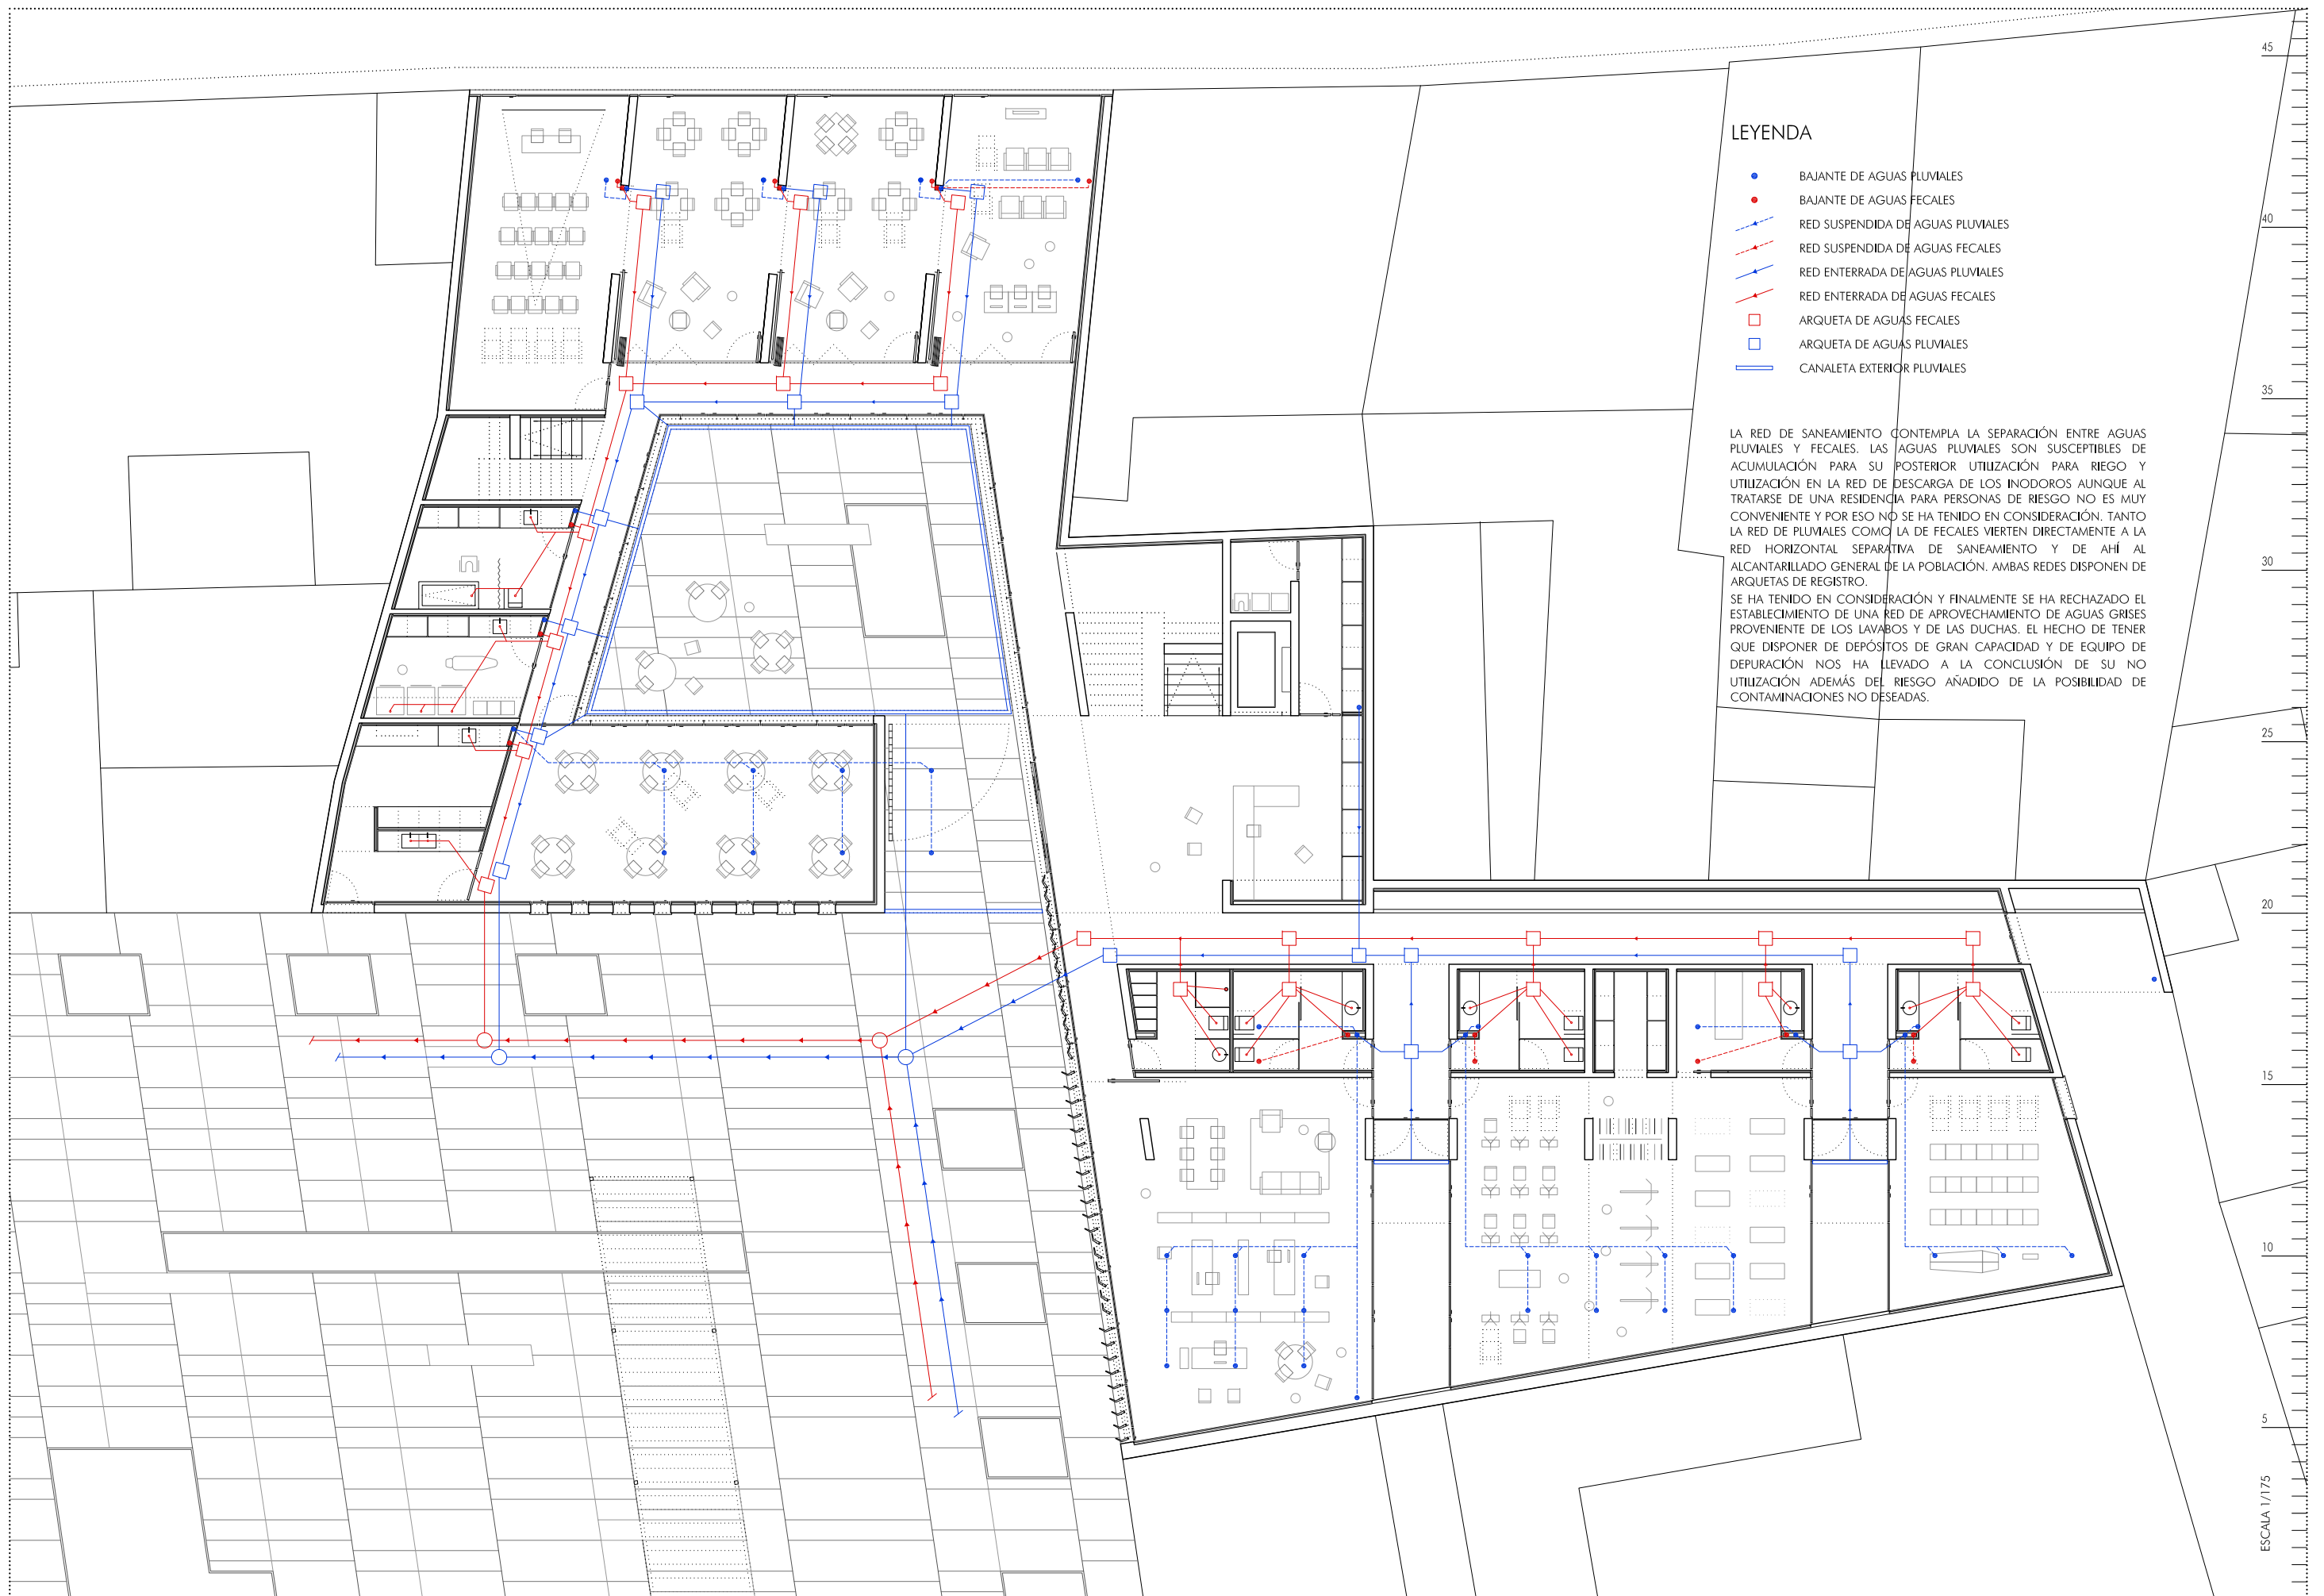 LEYENDA
BAJANTE DE AGUAS PLUVIALES
BAJANTE DE AGUAS FECALES
RED SUSPENDIDA DE AGUAS PLUVIALES
RED SUSPENDIDA DE AGUAS FECALES
RED ENTERRADA DE AGUAS PLUVIALES
RED ENTERRADA DE AGUAS FECALES
ARQUETA DE AGUAS FECALES
ARQUETA DE AGUAS PLUVIALES
CANALETA EXTERIOR PLUVIALES
LA RED DE SANEAMIENTO CONTEMPLA LA SEPARACIÓN ENTRE AGUAS
PLUVIALES Y FECALES. LAS AGUAS PLUVIALES SON SUSCEPTIBLES DE
ACUMULACIÓN PARA SU POSTERIOR UTILIZACIÓN PARA RIEGO Y
UTILIZACIÓN EN LA RED DE DESCARGA DE LOS INODOROS AUNQUE AL
TRATARSE DE UNA RESIDENCIA PARA PERSONAS DE RIESGO NO ES MUY
CONVENIENTE Y POR ESO NO SE HA TENIDO EN CONSIDERACIÓN. TANTO
LA RED DE PLUVIALES COMO LA DE FECALES VIERTEN DIRECTAMENTE A LA
RED HORIZONTAL SEPARATIVA DE SANEAMIENTO Y DE AHÍ AL
ALCANTARILLADO GENERAL DE LA POBLACIÓN. AMBAS REDES DISPONEN DE
ARQUETAS DE REGISTRO.
SE HA TENIDO EN CONSIDERACIÓN Y FINALMENTE SE HA RECHAZADO EL
ESTABLECIMIENTO DE UNA RED DE APROVECHAMIENTO DE AGUAS GRISES
PROVENIENTE DE LOS LAVABOS Y DE LAS DUCHAS. EL HECHO DE TENER
QUE DISPONER DE DEPÓSITOS DE GRAN CAPACIDAD Y DE EQUIPO DE
DEPURACIÓN NOS HA LLEVADO A LA CONCLUSIÓN DE SU NO
UTILIZACIÓN ADEMÁS DEL RIESGO AÑADIDO DE LA POSIBILIDAD DE
CONTAMINACIONES NO DESEADAS.
45
40
35
30
25
20
15
10
5
ESCALA 1/175